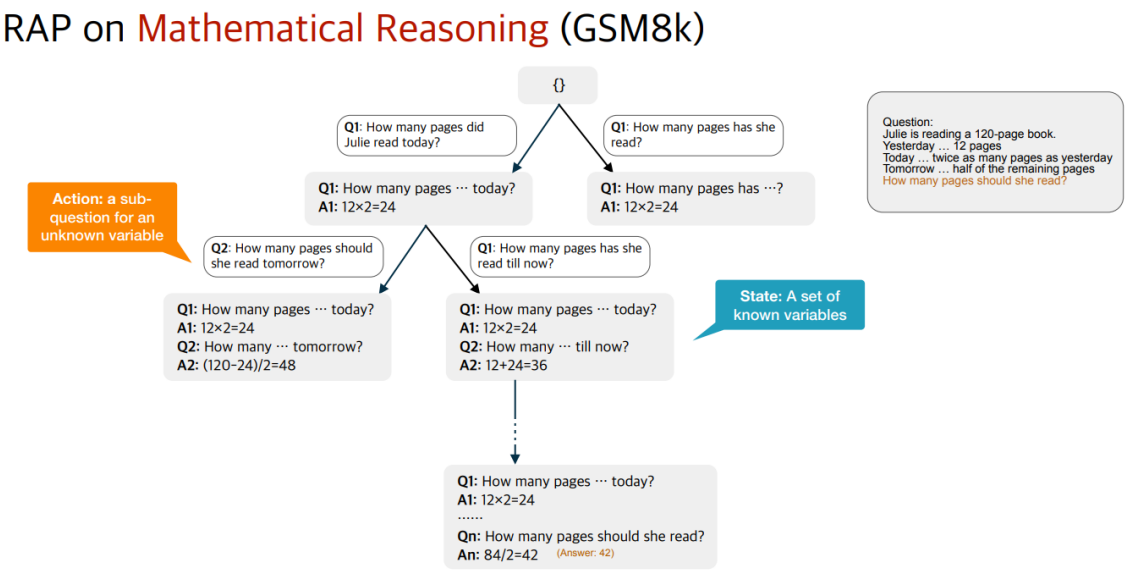 RAP on Mathematical Reasoning (GSM8k)
{}
Q1: How many pages did
Julie read today?
Q1: How many pages has she
read?
Question:
Julie is reading a 120-page book.
Yesterday … 12 pages
Today … twice as many pages as yesterday
Tomorrow … half of the remaining pages
How many pages should she read?
Action: a sub-
question for an
unknown variable
Q1: How many pages ⋯ today?
A1: 12×2=24
Q1: How many pages has ⋯?
A1: 12×2=24
Q2: How many pages should
she read tomorrow?
Q1: How many pages has she
read till now?
State: A set of
known variables
Q1: How many pages ⋯ today?
A1: 12×2=24
Q2: How many ⋯ tomorrow?
A2: (120−24)/2=48
Q1: How many pages ⋯ today?
A1: 12×2=24
Q2: How many ⋯ till now?
A2: 12+24=36
Q1: How many pages ⋯ today?
A1: 12×2=24
⋯⋯
Qn: How many pages should she read?
An: 84/2=42 (Answer: 42)